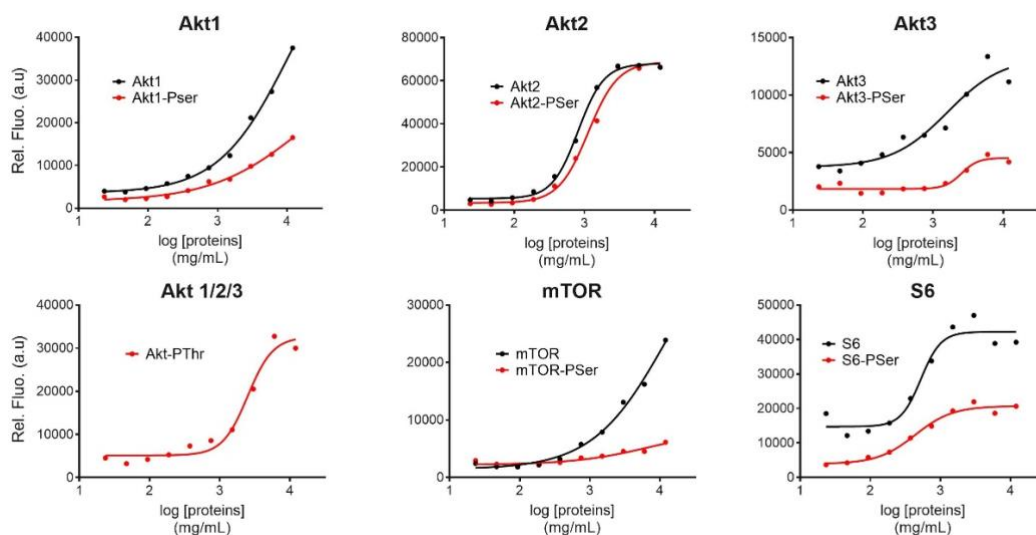 Akt1
Rel. Fluo. (a.u)
40000
30000
20000
10000
0
Akt1
Akt1-Pser
1
2
3
4
5
log [proteins]
(mg/mL)
Akt2
80000
60000
40000
20000
0
Akt2
Akt2-PSer
1
2
3
4
5
log [proteins]
(mg/mL)
Akt3
15000
10000
5000
0
Akt3
Akt3-PSer
1
2
3
4
5
log [proteins]
(mg/mL)
Akt 1/2/3
Rel. Fluo. (a.u)
40000
30000
20000
10000
0
Akt-PThr
1
2
3
4
log [proteins]
(mg/mL)
mTOR
30000
20000
10000
0
mTOR
mTOR-PSer
1
2
3
4
log [proteins]
(mg/mL)
S6
50000
40000
30000
20000
10000
0
S6
S6-PSer
1
2
3
4
5
log [proteins]
(mg/mL)